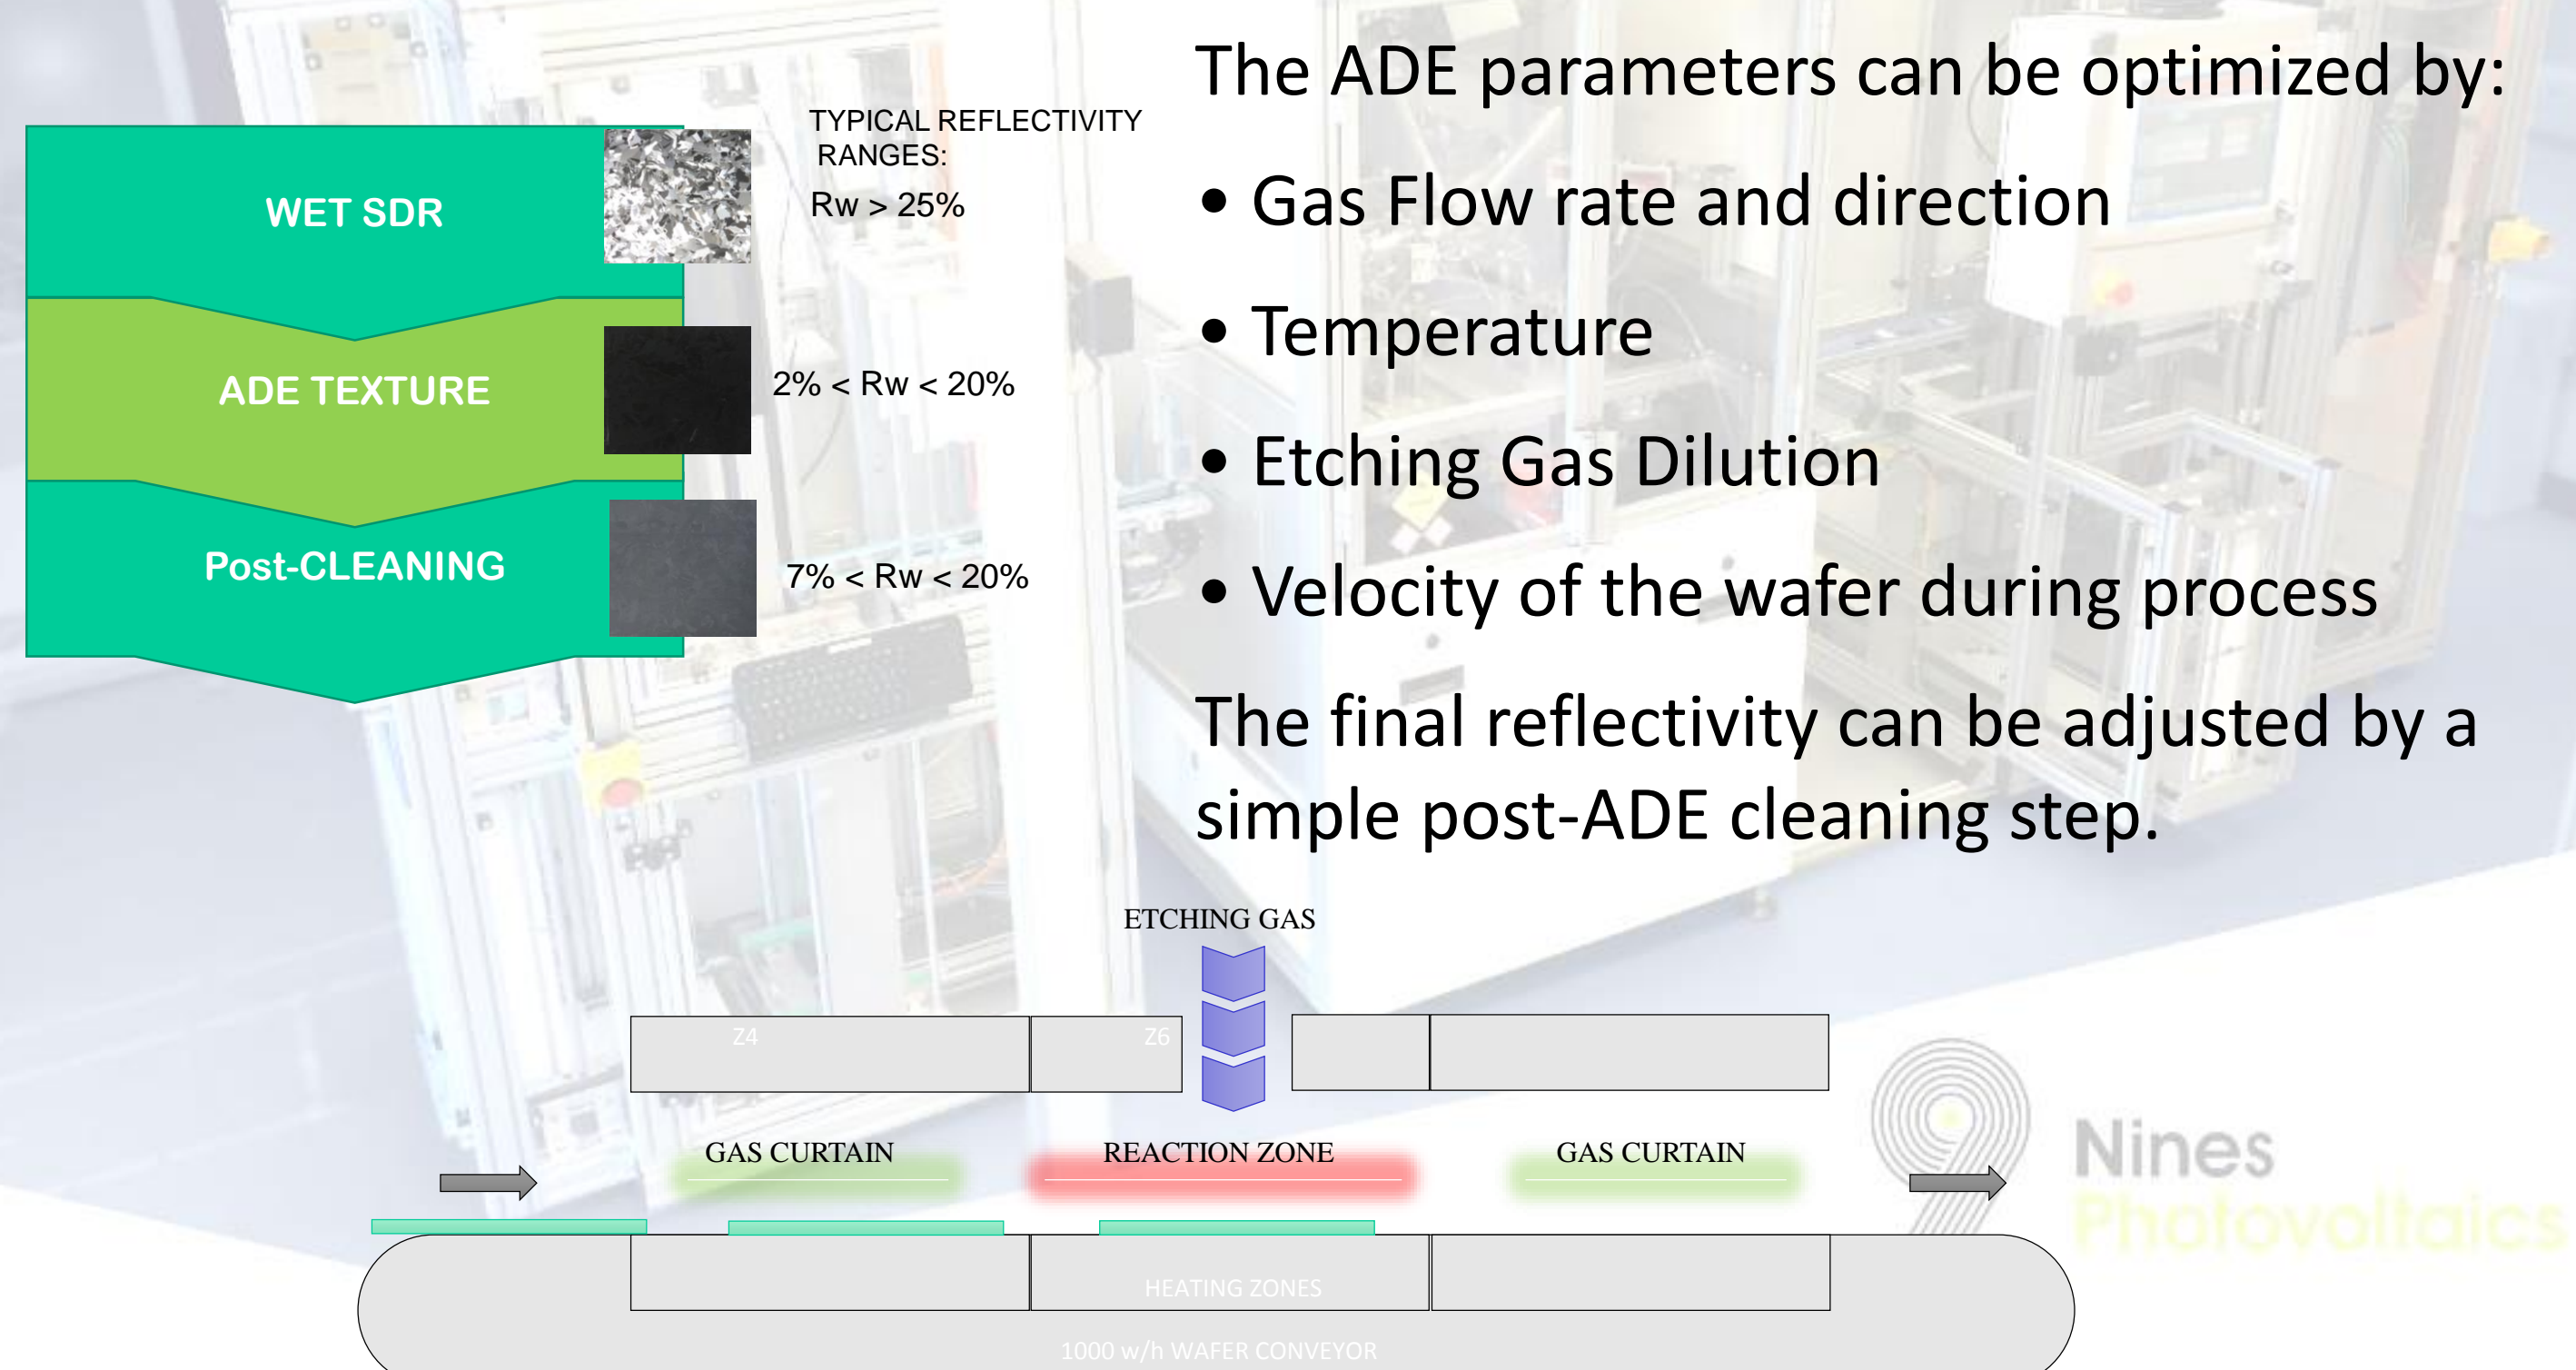 The ADE parameters can be optimized by:
• Gas Flow rate and direction
• Temperature
• Etching Gas Dilution
• Velocity of the wafer during process
The final reflectivity can be adjusted by a
simple post-ADE cleaning step.
TYPICAL REFLECTIVITY
RANGES:
WET SDR
Rw > 25%
ADE TEXTURE
2% < Rw < 20%
Post-CLEANING
7% < Rw < 20%
ETCHING GAS
Z4
Z6
GAS CURTAIN
REACTION ZONE
GAS CURTAIN
HEATING ZONES
1000 w/h WAFER CONVEYOR
9
Nines
Photovoltaics